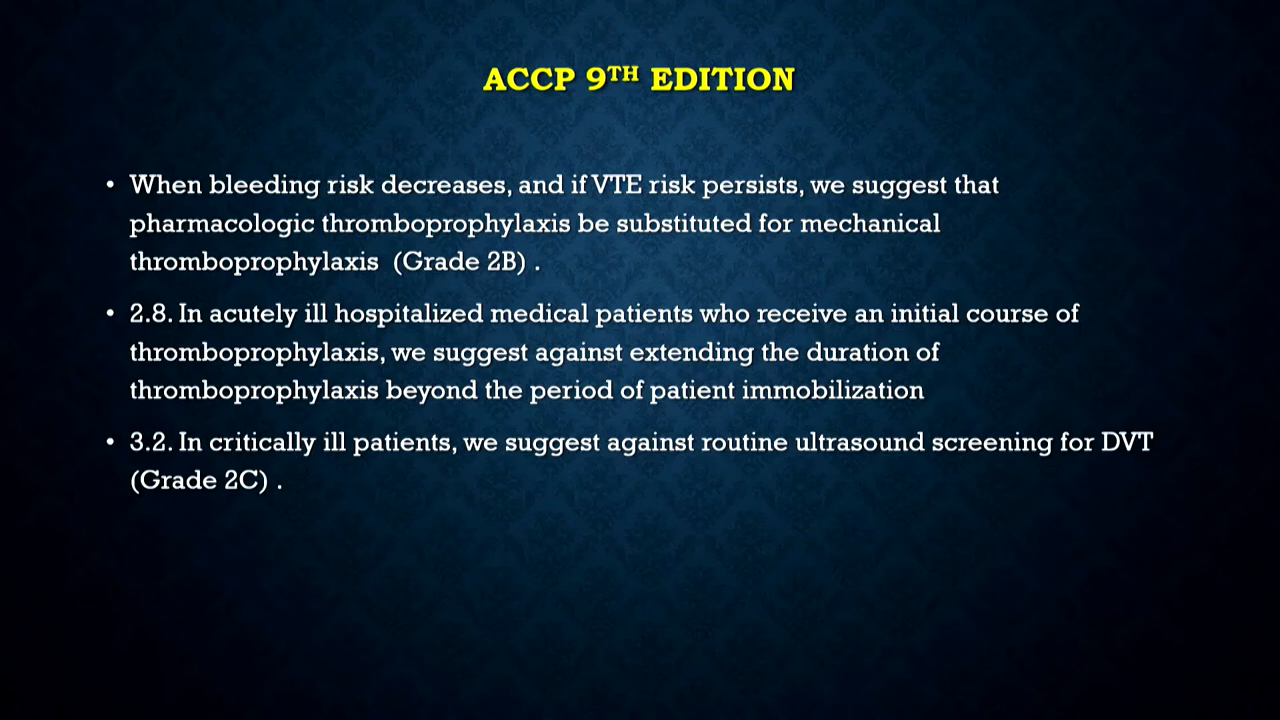 ACCP 9TH EDITION
• When bleeding risk decreases, and if VTE risk persists, we suggest that
pharmacologic thromboprophylaxis be substituted for mechanical
thromboprophylaxis (Grade 2B) .
• 2.8. In acutely ill hospitalized medical patients who receive an initial course of
thromboprophylaxis, we suggest against extending the duration of
thromboprophylaxis beyond the period of patient immobilization
• 3.2. In critically ill patients, we suggest against routine ultrasound screening for DVT
(Grade 2C) .